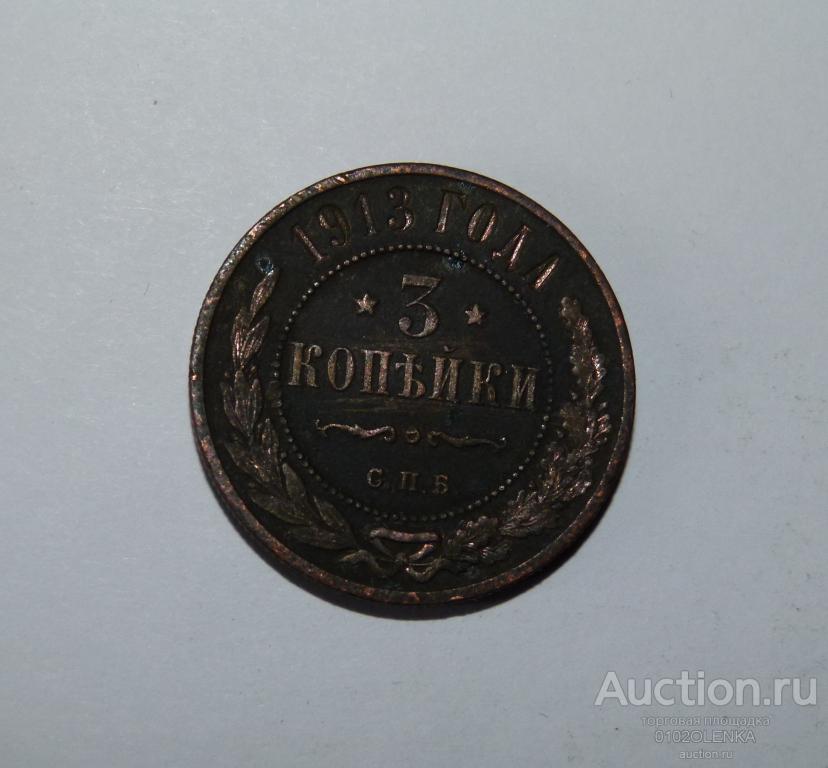 1913 ГОДА
3
КОПѢЙКИ
С.П.Б.
Auction.ru
торговая площадка
0102OLENKA
auction.ru